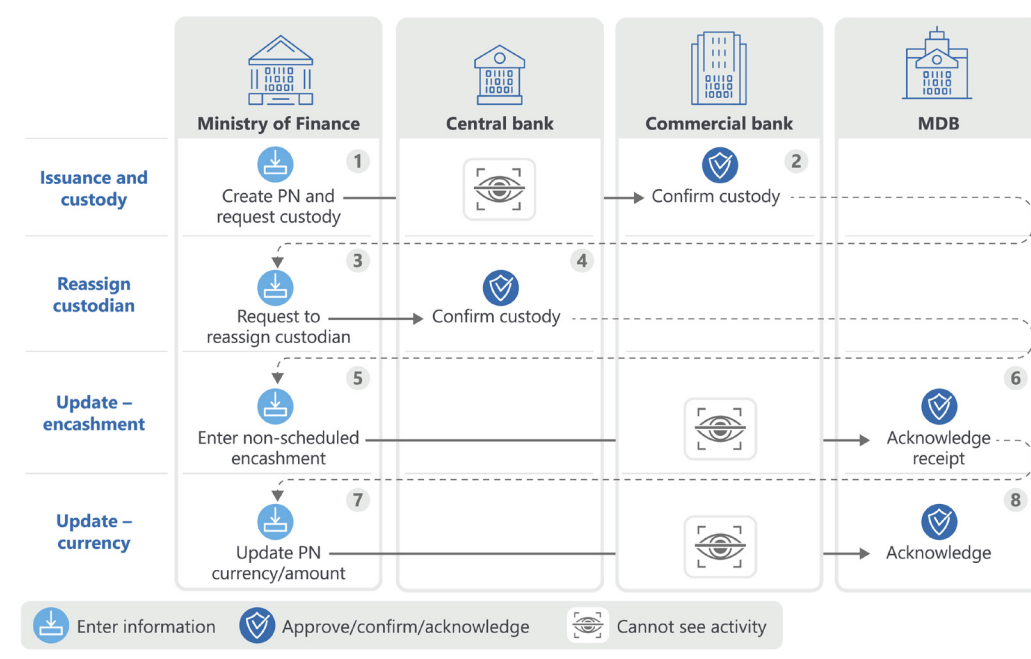 Ministry of Finance
Central bank
Commercial bank
MDB
Issuance and
custody
1
Create PN and
request custody
2
Confirm custody
Reassign
custodian
3
Request to
reassign custodian
4
Confirm custody
Update –
encashment
5
Enter non-scheduled
encashment
6
Acknowledge
receipt
Update –
currency
7
Update PN
currency/amount
8
Acknowledge
Enter information
Approve/confirm/acknowledge
Cannot see activity